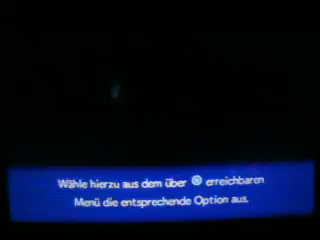 Wähle hierzu aus dem über ⊗ erreichbaren
Menü die entsprechende Option aus.